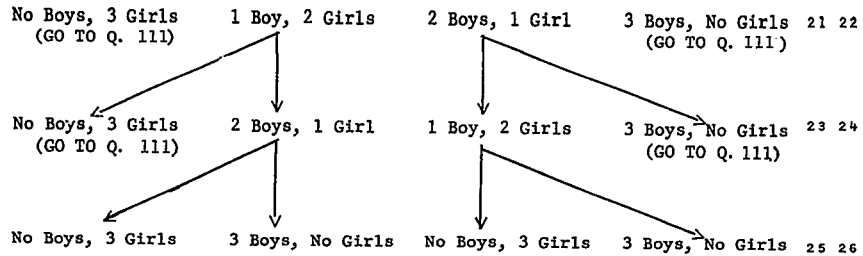 No Boys, 3 Girls 1 Boy, 2 Girls 2 Boys, 1 Girl 3 Boys, No Girls 21 22
(GO TO Q. 111) (GO TO Q. 111)
No Boys, 3 Girls 2 Boys, 1 Girl 1 Boy, 2 Girls 3 Boys, No Girls 23 24
(GO TO Q. 111) (GO TO Q. 111)
No Boys, 3 Girls 3 Boys, No Girls No Boys, 3 Girls 3 Boys, No Girls 25 26